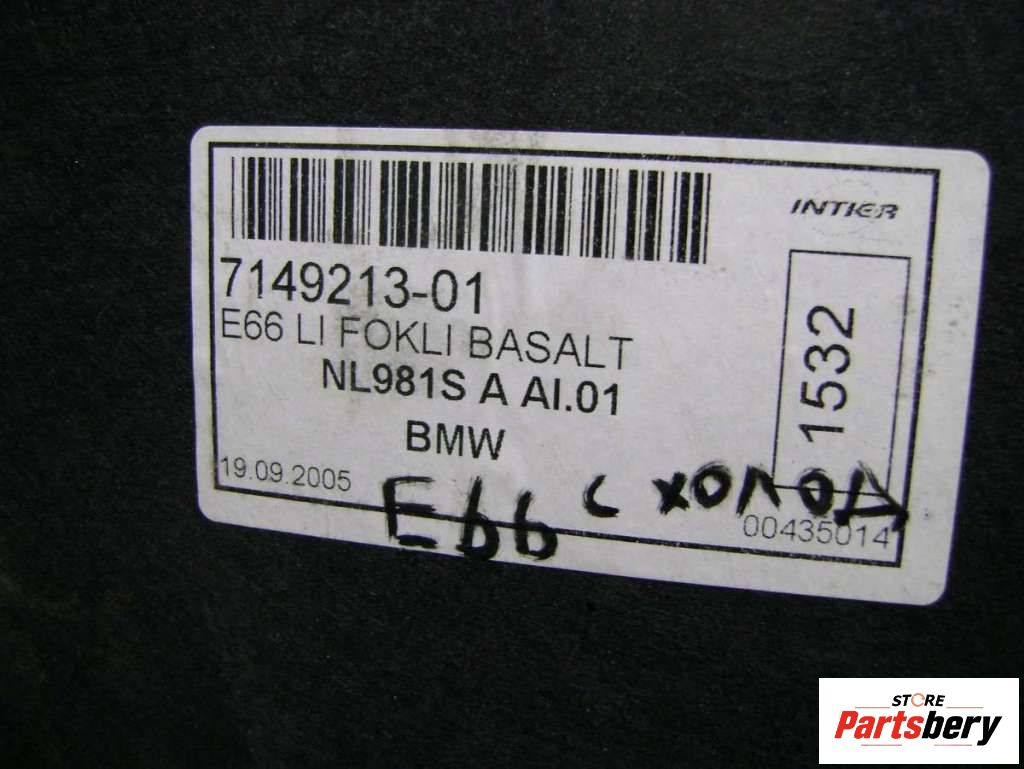 INTIER
7149213-01
E66 LI FOKLI BASALT
NL981S A AI.01
BMW
1532
19.09.2005
E66 с холод
00435014
STORE
Partsbery